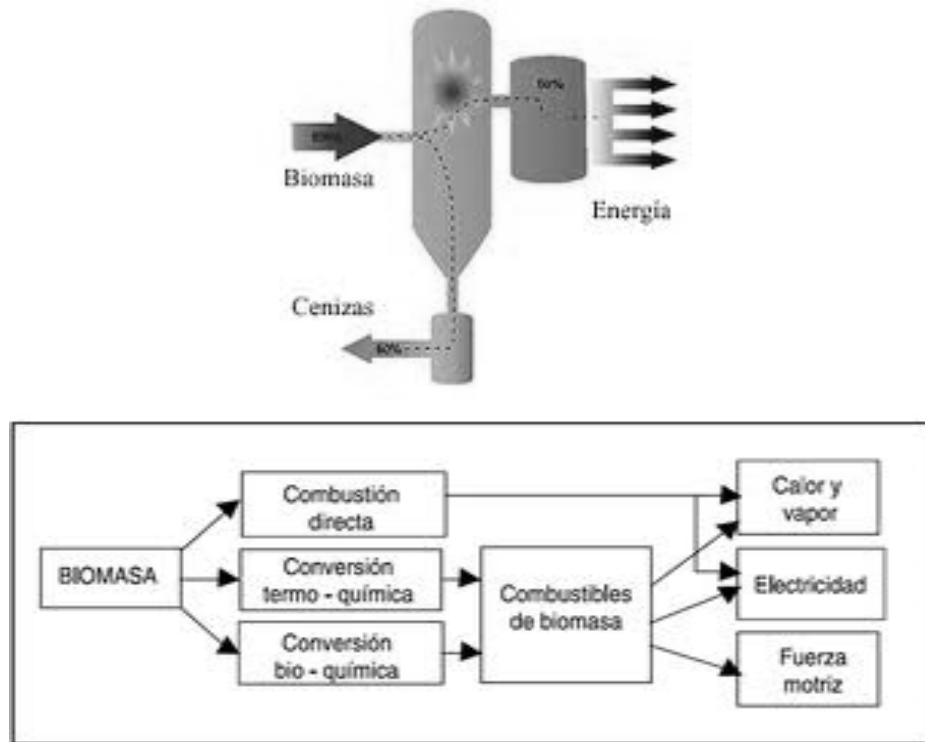 Biomasa
Energía
Cenizas
Combustión
directa
BIOMASA
Conversión
termo - química
Conversión
bio - química
Combustibles
de biomasa
Calor y
vapor
Electricidad
Fuerza
motriz